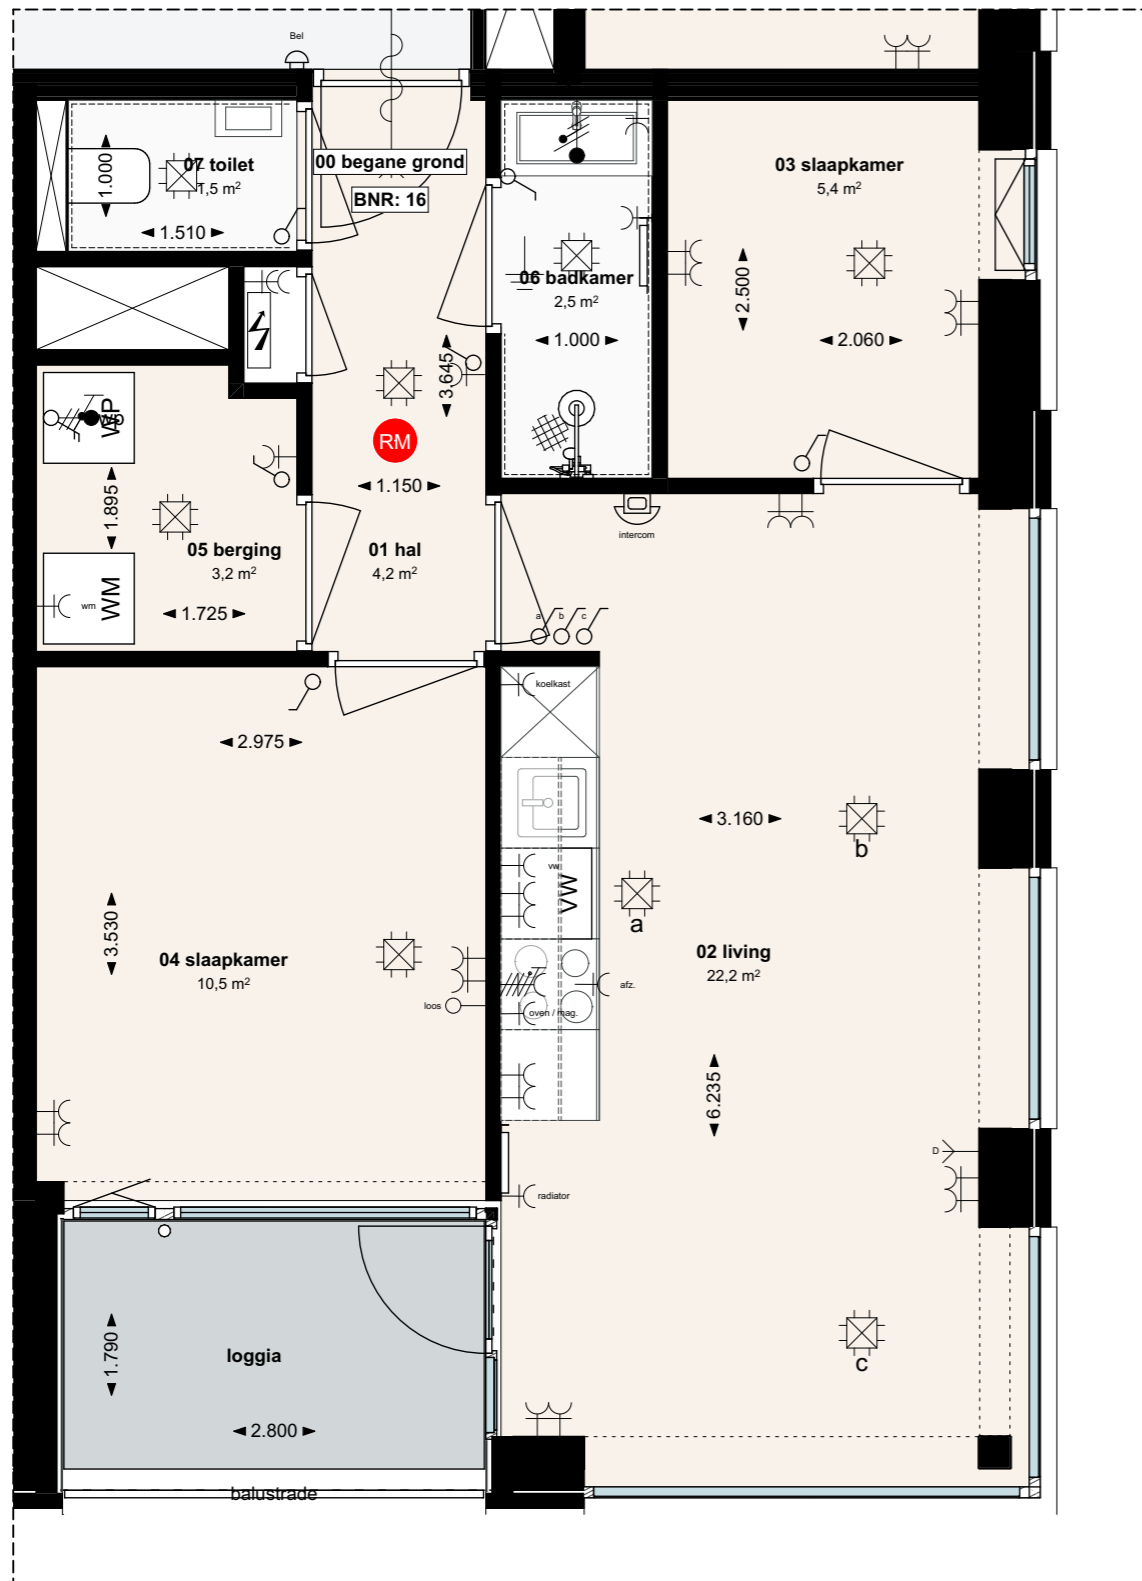 Bel
07 toilet
1,5 m²
1.000
1.510
00 begane grond
BNR: 16
03 slaapkamer
5,4 m²
2.500
2.060
06 badkamer
2,5 m²
1.000
3.645
RM
1.150
WP
1.895
05 berging
3,2 m²
WM
wm
1.725
01 hal
4,2 m²
intercom
a
b
c
koelkast
2.975
3.160
b
vw
VW
a
3.530
04 slaapkamer
10,5 m²
02 living
22,2 m²
loos
afz.
oven / mag.
6.235
D
radiator
loggia
1.790
2.800
c
balustrade